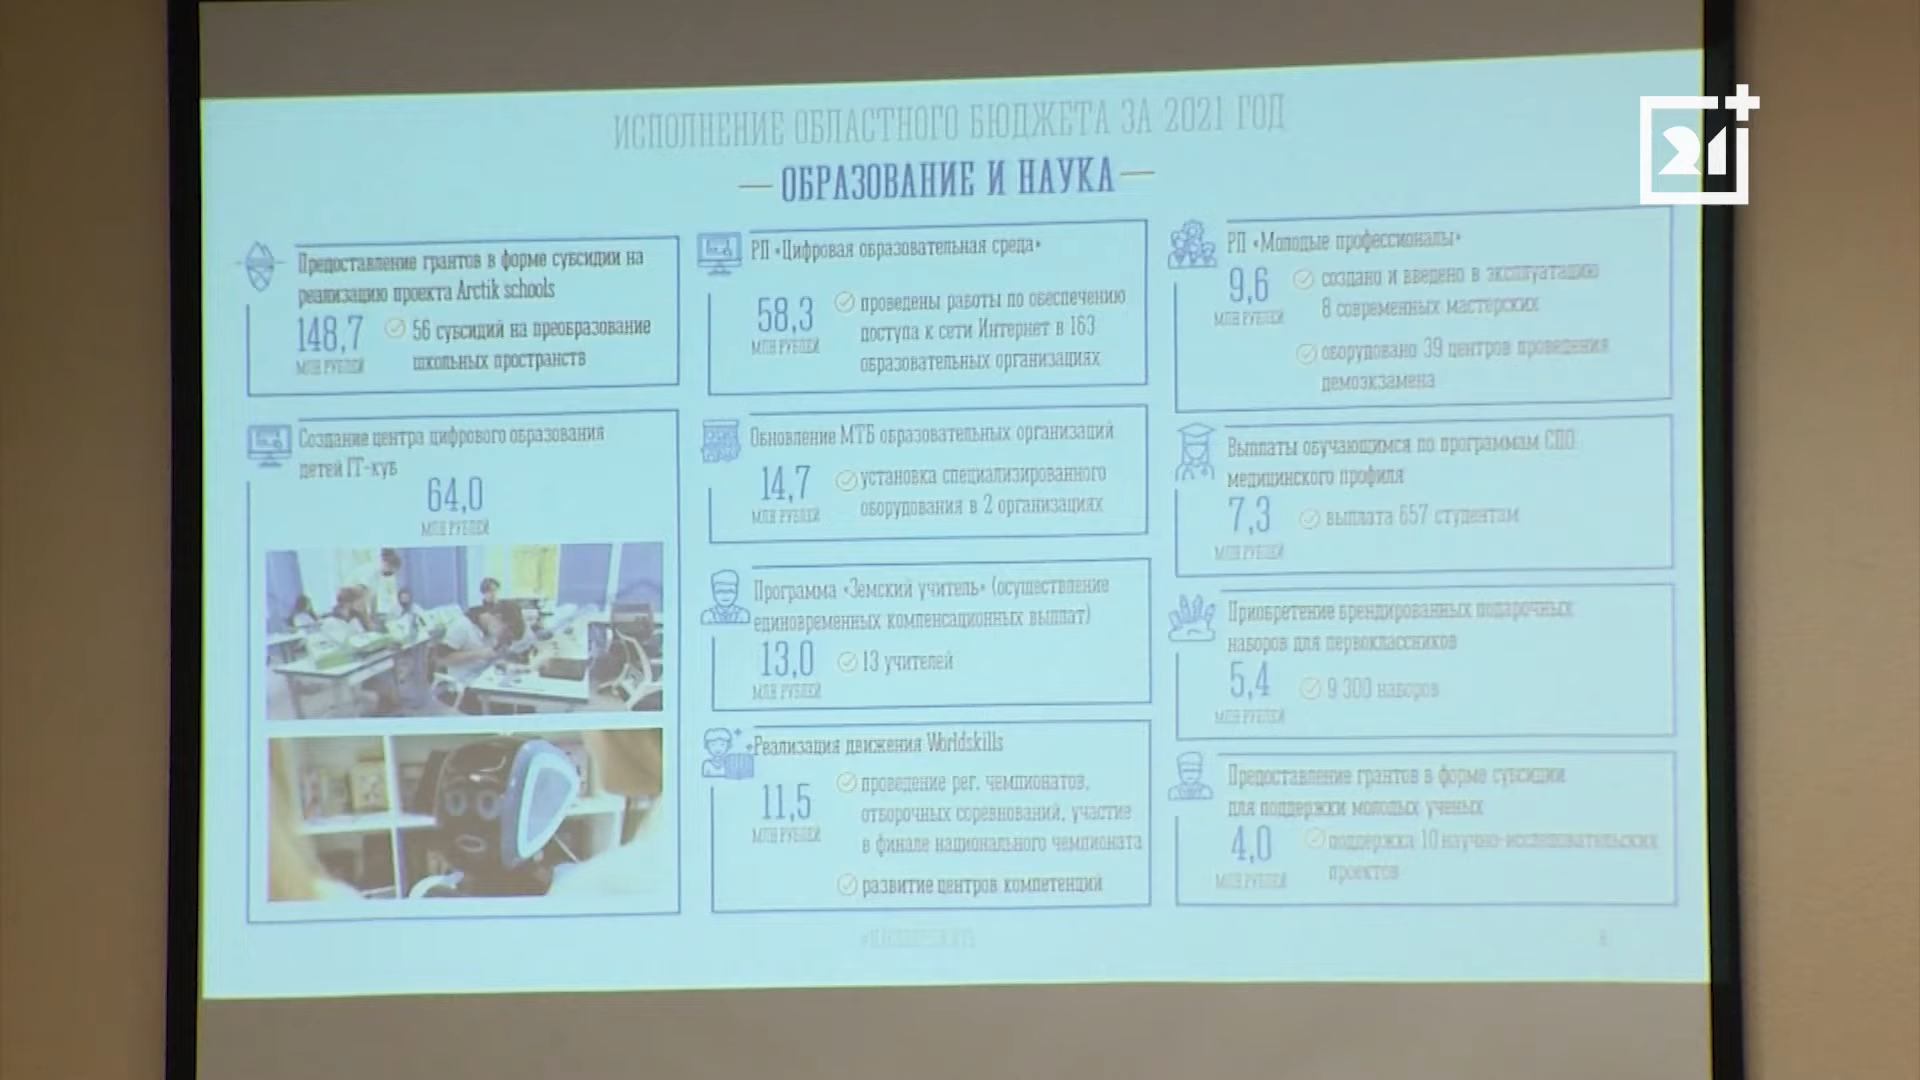 21+
ИСПОЛНЕНИЕ ОБЛАСТНОГО БЮДЖЕТА ЗА 2021 ГОД
ОБРАЗОВАНИЕ И НАУКА
Предоставление грантов в форме субсидии на
реализацию проекта Arctik schools
148,7
МЛН РУБЛЕЙ
56 субсидий на преобразование
школьных пространств
Создание центра цифрового образования
детей IT-куб
64,0
МЛН РУБЛЕЙ
РП «Цифровая образовательная среда»
58,3
МЛН РУБЛЕЙ
проведены работы по обеспечению
доступа к сети Интернет в 163
образовательных организациях
Обновление МТБ образовательных организаций
14,7
МЛН РУБЛЕЙ
установка специализированного
оборудования в 2 организациях
Программа «Земский учитель» (осуществление
единовременных компенсационных выплат)
13,0
МЛН РУБЛЕЙ
13 учителей
Реализация движения Worldskills
11,5
МЛН РУБЛЕЙ
проведение рег. чемпионатов,
отборочных соревнований, участие
в финале национального чемпионата
развитие центров компетенций
РП «Молодые профессионалы»
9,6
МЛН РУБЛЕЙ
создано и введено в эксплуатацию
8 современных мастерских
оборудовано 39 центров проведения
демоэкзамена
Выплаты обучающимся по программам СПО
медицинского профиля
7,3
МЛН РУБЛЕЙ
выплата 657 студентам
Приобретение брендированных подарочных
наборов для первоклассников
5,4
МЛН РУБЛЕЙ
9 300 наборов
Предоставление грантов в форме субсидии
для поддержки молодых ученых
4,0
МЛН РУБЛЕЙ
поддержка 10 научно-исследовательских
проектов